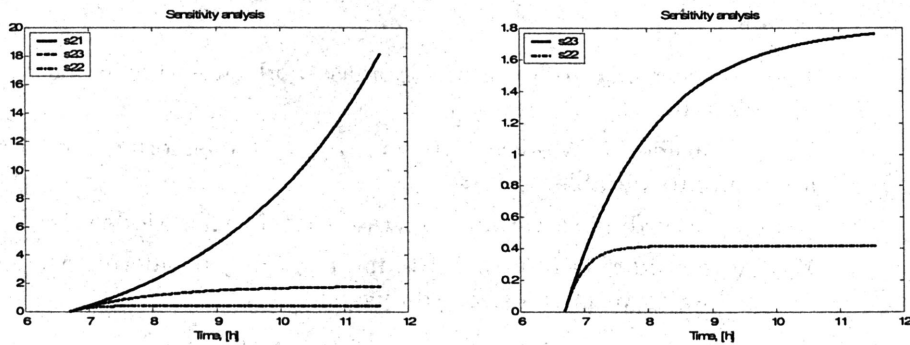 Sensitivity analysis
20
18
16
14
12
10
8
6
4
2
0
s21
s23
s22
6 7 8 9 10 11 12
Time, [h]
Sensitivity analysis
1.8
1.6
1.4
1.2
1
0.8
0.6
0.4
0.2
0
s23
s22
6 7 8 9 10 11 12
Time, [h]